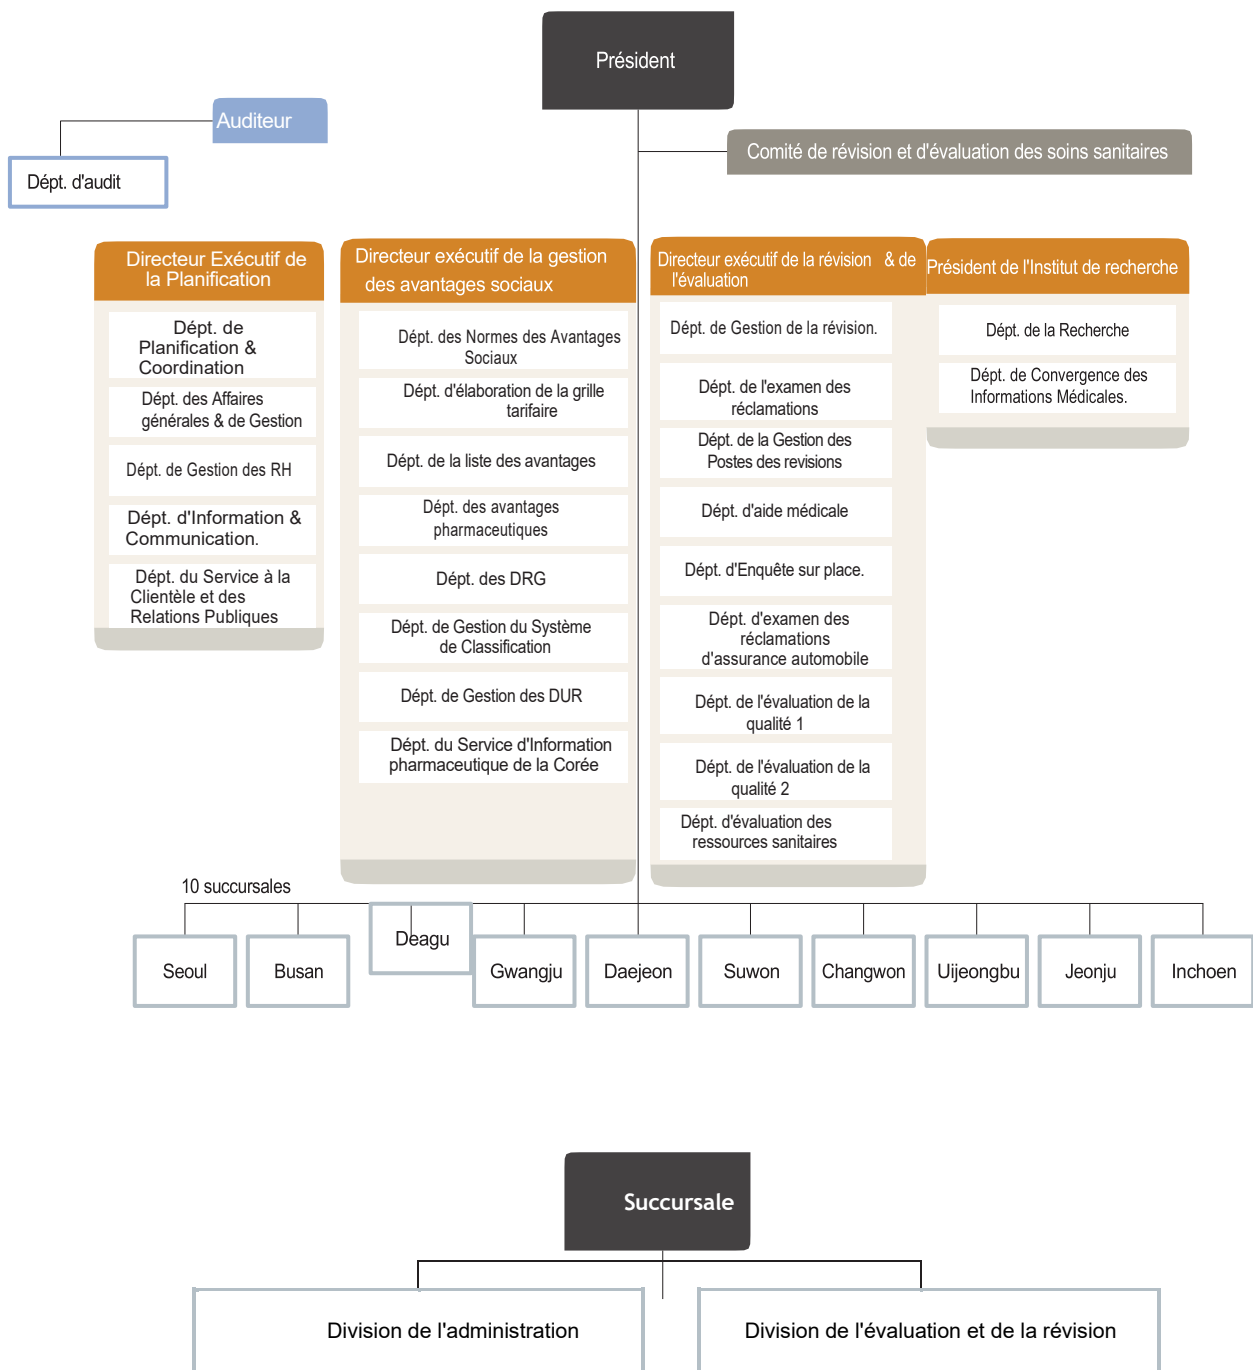 Président
Auditeur
Comité de révision et d'évaluation des soins sanitaires
Dépt. d'audit
Directeur Exécutif de
la Planification
Dépt. de
Planification &
Coordination
Dépt. des Affaires
générales & de Gestion
Dépt. de Gestion des RH
Dépt. d'Information &
Communication.
Dépt. du Service à la
Clientèle et des
Relations Publiques
Directeur exécutif de la gestion
des avantages sociaux
Dépt. des Normes des Avantages
Sociaux
Dépt. d'élaboration de la grille
tarifaire
Dépt. de la liste des avantages
Dépt. des avantages
pharmaceutiques
Dépt. des DRG
Dépt. de Gestion du Système
de Classification
Dépt. de Gestion des DUR
Dépt. du Service d'Information
pharmaceutique de la Corée
Directeur exécutif de la révision & de
l'évaluation
Dépt. de Gestion de la révision.
Dépt. de l'examen des
réclamations
Dépt. de la Gestion des
Postes des revisions
Dépt. d'aide médicale
Dépt. d'Enquête sur place.
Dépt. d'examen des
réclamations
d'assurance automobile
Dépt. de l'évaluation de la
qualité 1
Dépt. de l'évaluation de la
qualité 2
Dépt. d'évaluation des
ressources sanitaires
Président de l'Institut de recherche
Dépt. de la Recherche
Dépt. de Convergence des
Informations Médicales.
10 succursales
Seoul
Busan
Deagu
Gwangju
Daejeon
Suwon
Changwon
Uijeongbu
Jeonju
Inchoen
Succursale
Division de l'administration
Division de l'évaluation et de la révision